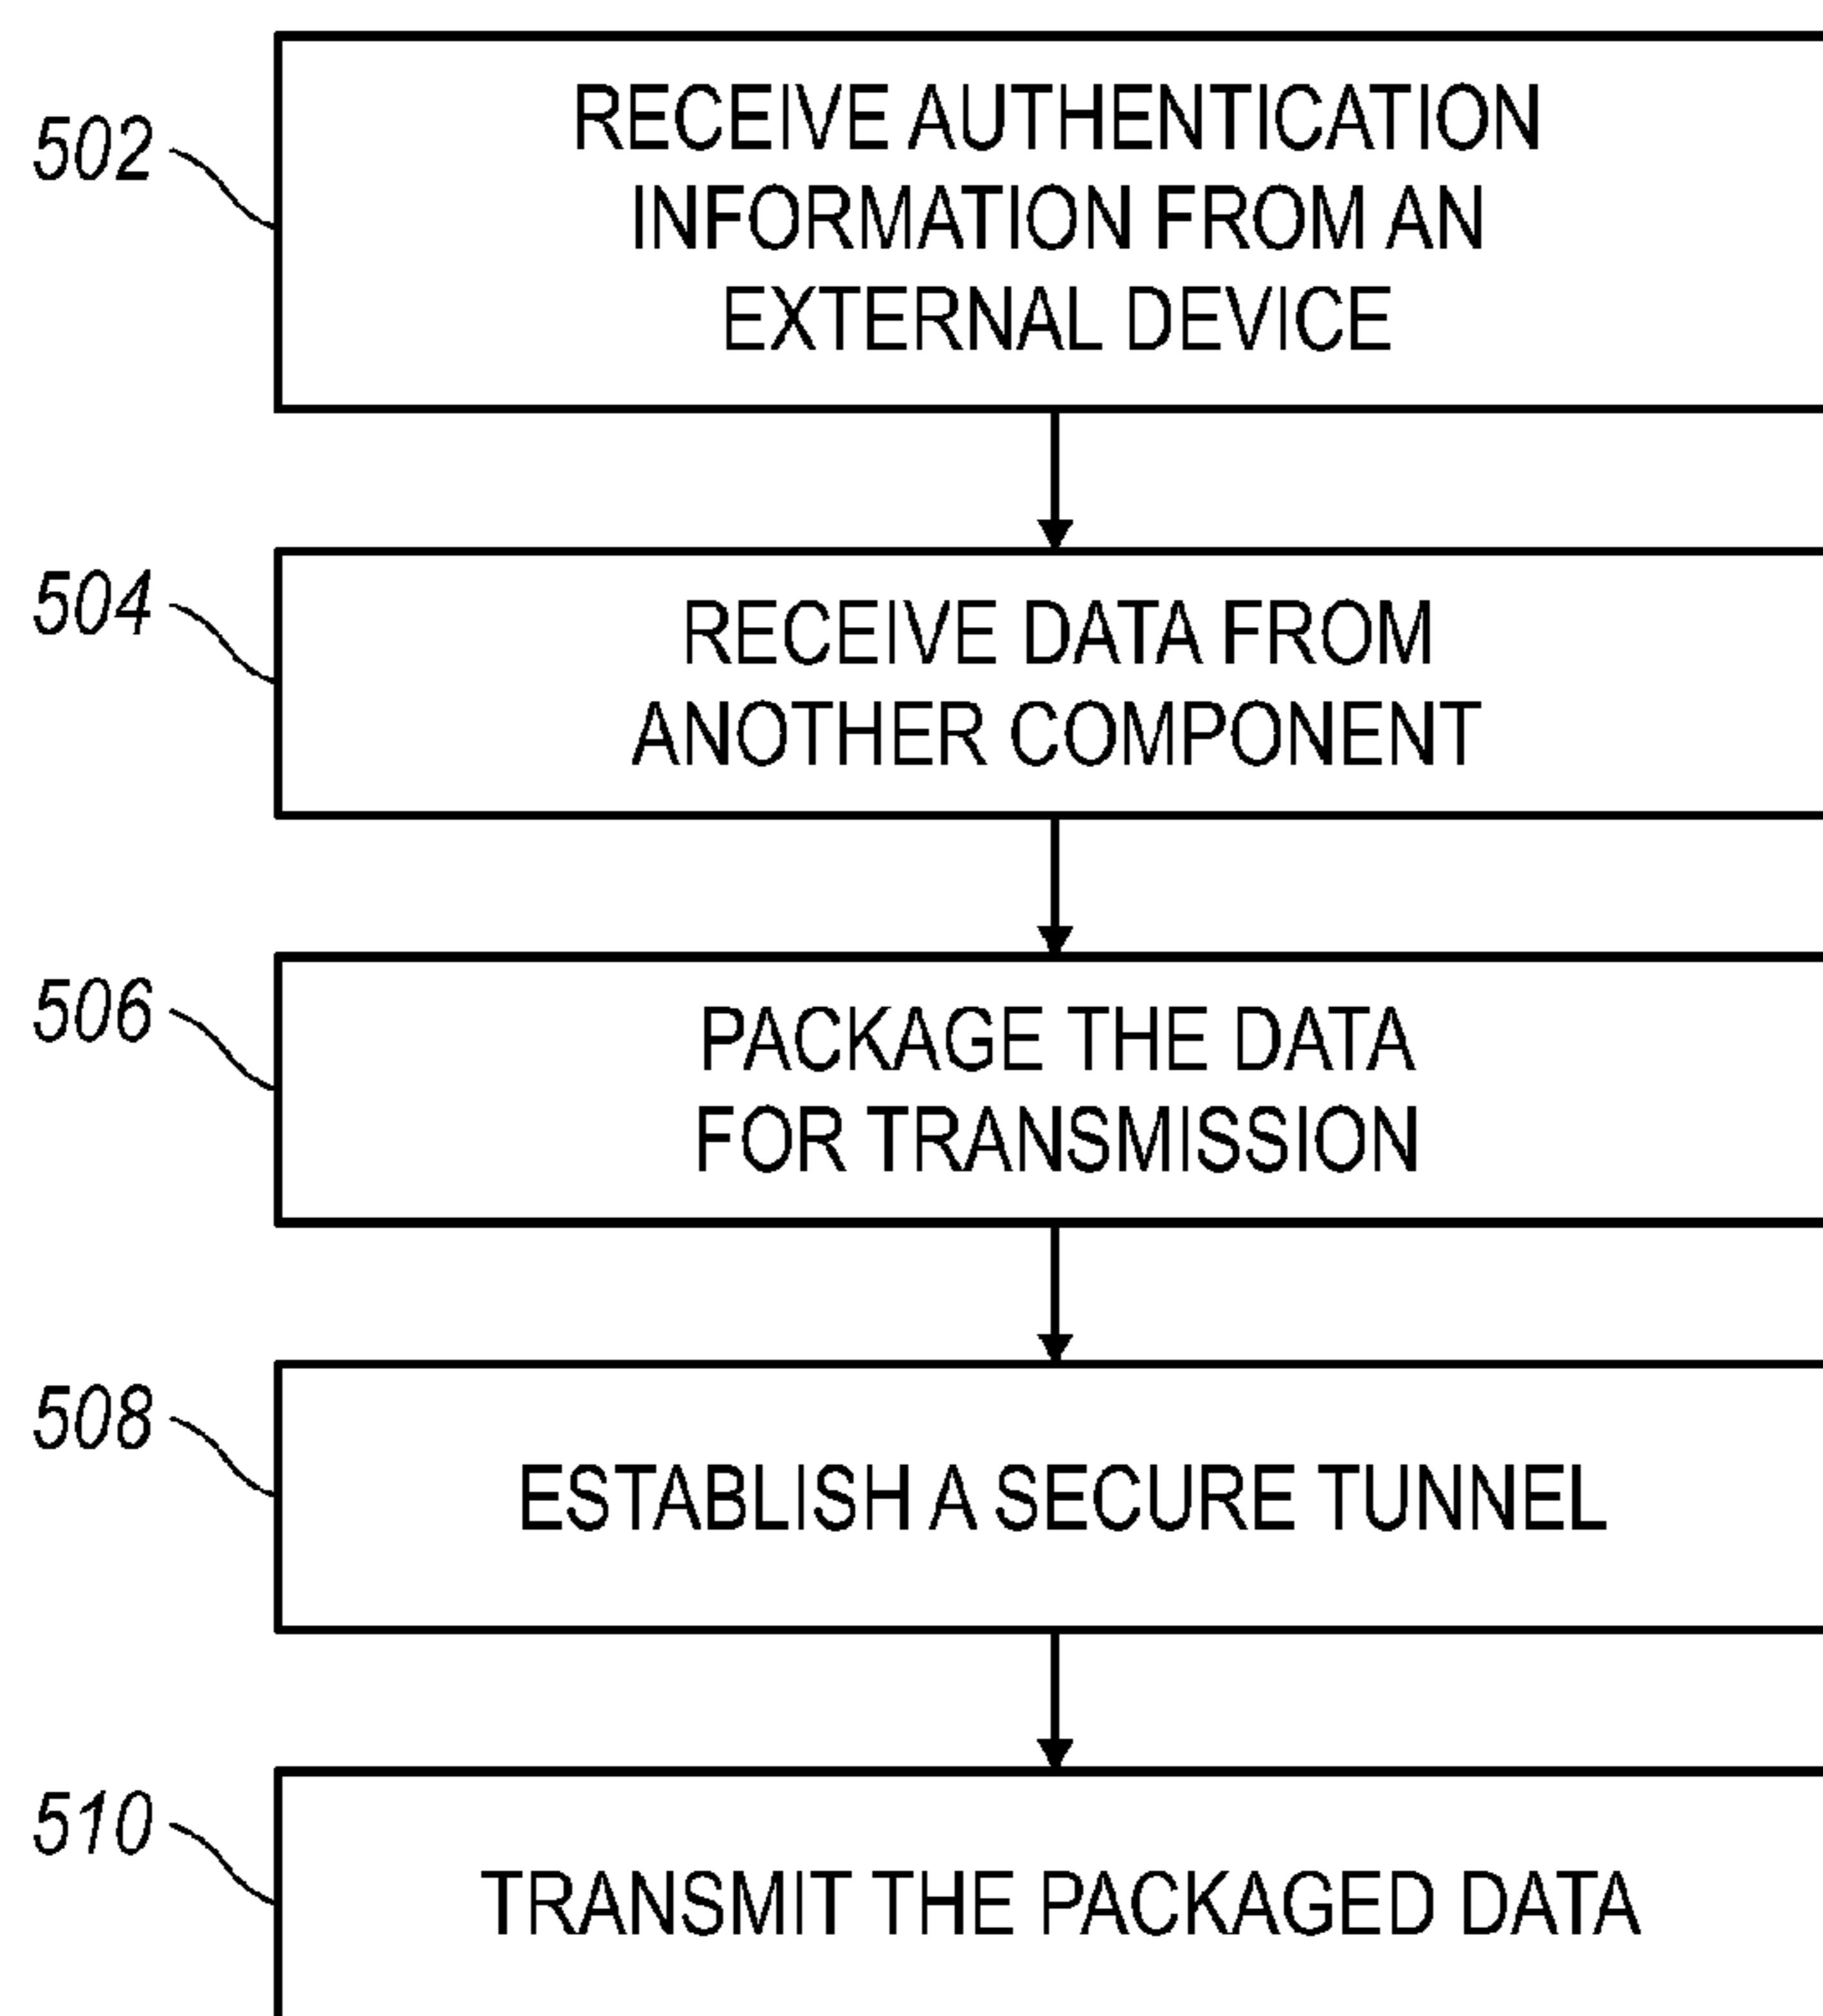 502
RECEIVE AUTHENTICATION
INFORMATION FROM AN
EXTERNAL DEVICE
504
RECEIVE DATA FROM
ANOTHER COMPONENT
506
PACKAGE THE DATA
FOR TRANSMISSION
508
ESTABLISH A SECURE TUNNEL
510
TRANSMIT THE PACKAGED DATA